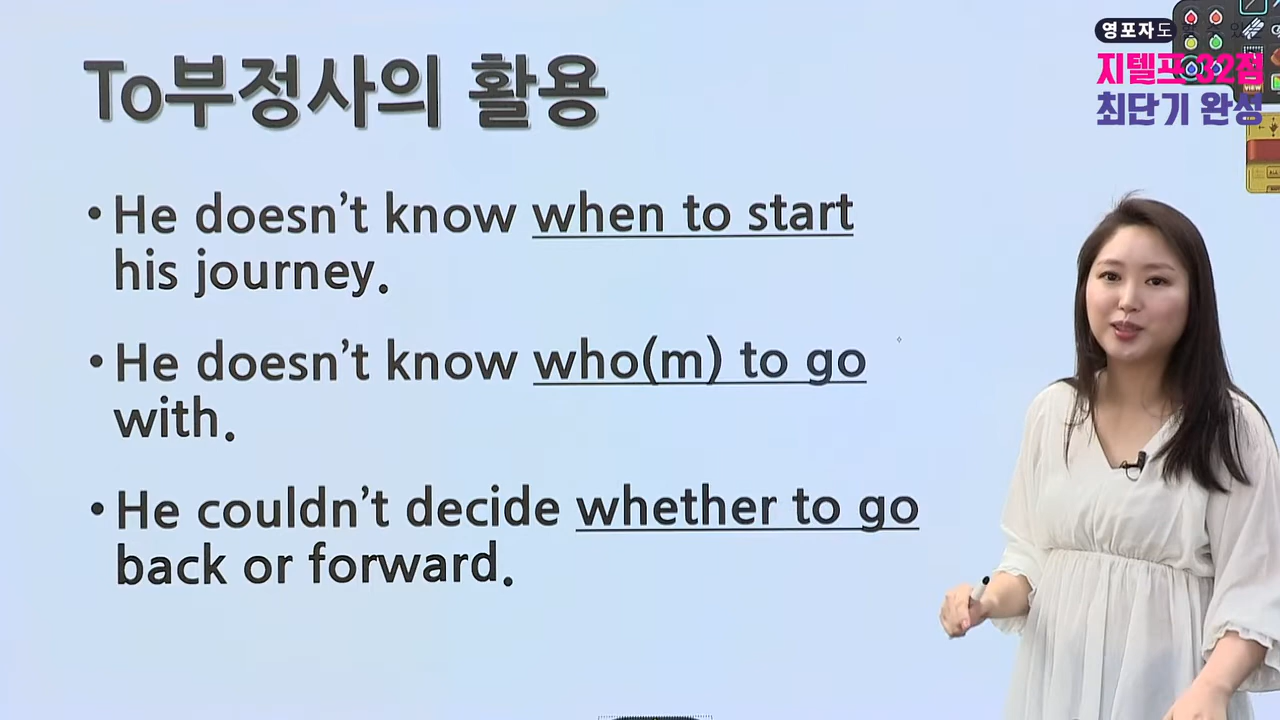 To부정사의 활용
• He doesn't know when to start
his journey.
• He doesn't know who(m) to go
with.
• He couldn't decide whether to go
back or forward.
영포자도
지텔프 32점
최단기 완성
VIEW